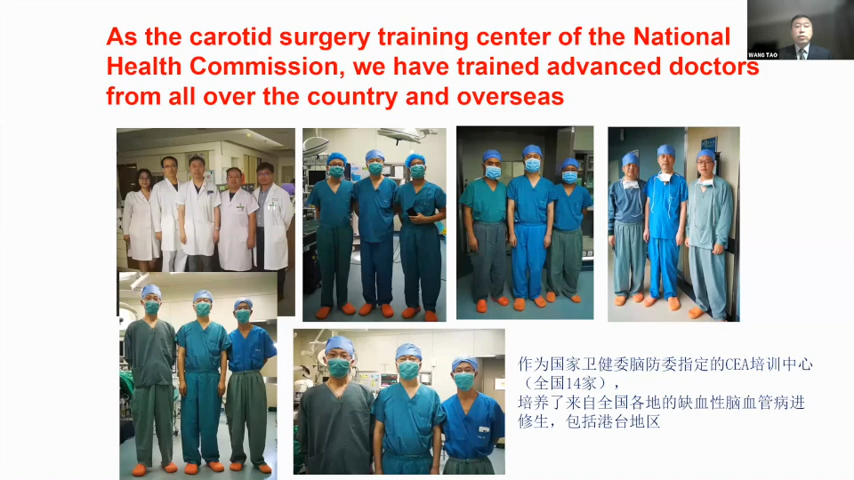 As the carotid surgery training center of the National
Health Commission, we have trained advanced doctors
from all over the country and overseas
WANG TAO
作为国家卫健委脑防委指定的CEA培训中心
（全国14家），
培养了来自全国各地的缺血性脑血管病进
修生，包括港台地区